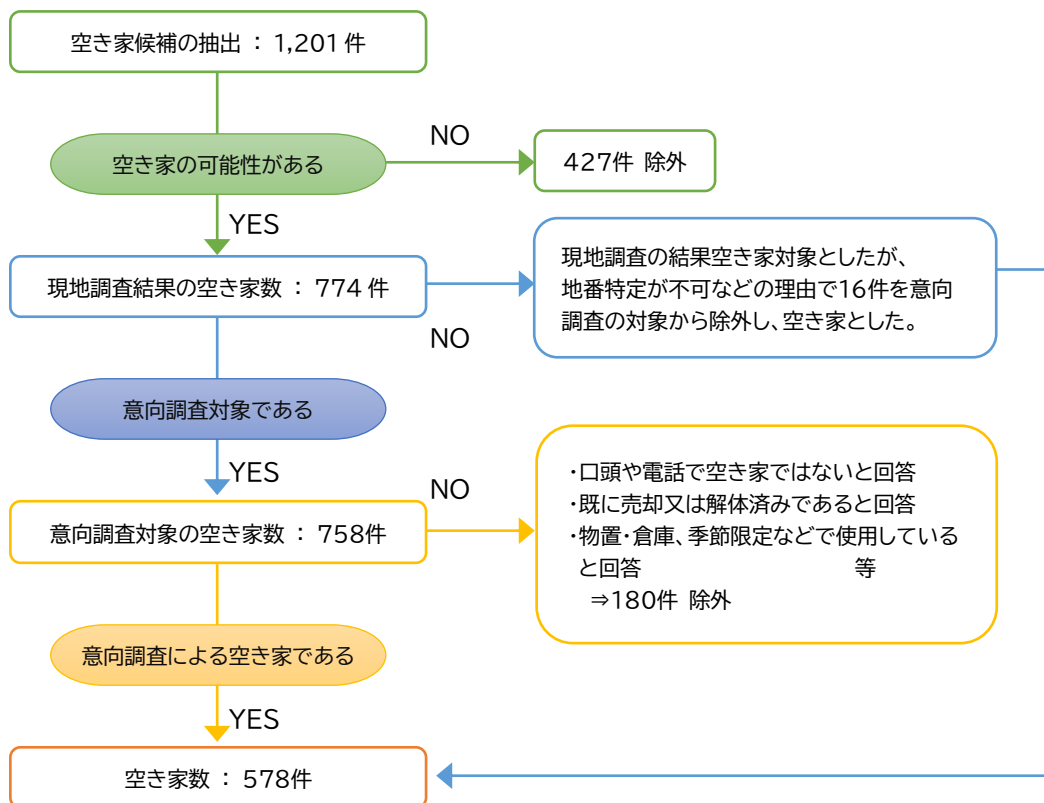 空き家候補の抽出 : 1,201件
NO
空き家の可能性がある
427件 除外
YES
現地調査結果の空き家数 : 774件
現地調査の結果空き家対象としたが、
地番特定が不可などの理由で16件を意向
調査の対象から除外し、空き家とした。
NO
意向調査対象である
YES
NO
意向調査対象の空き家数 : 758件
・口頭や電話で空き家ではないと回答
・既に売却又は解体済みであると回答
・物置・倉庫、季節限定などで使用している
と回答 等
⇒180件 除外
意向調査による空き家である
YES
空き家数 : 578件